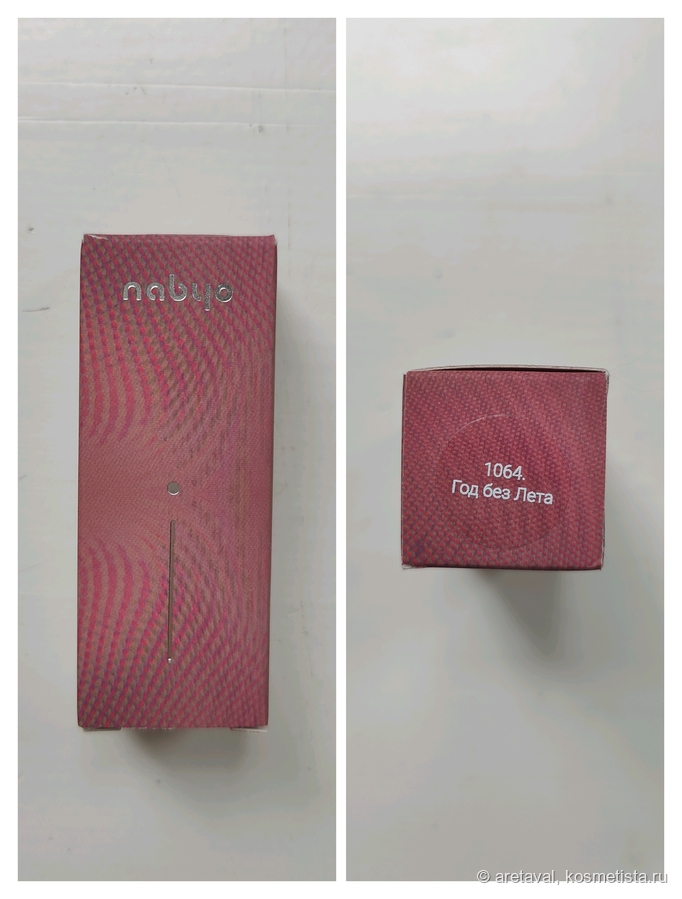 nabyo
1064.
Год без Лета
© aretaval, kosmetista.ru